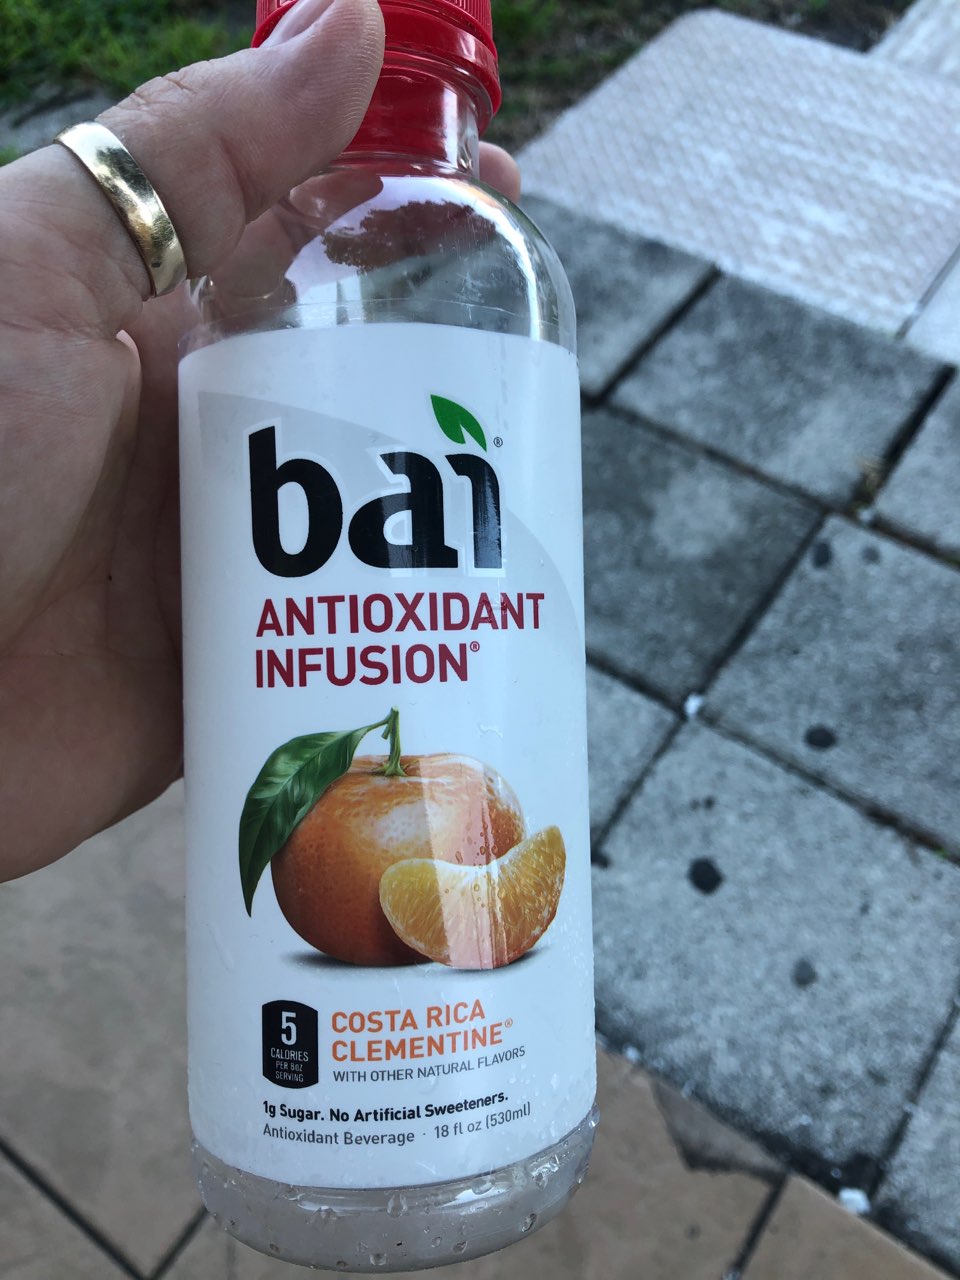 bai®
ANTIOXIDANT
INFUSION®
5
CALORIES
PER 8OZ
SERVING
COSTA RICA
CLEMENTINE®
WITH OTHER NATURAL FLAVORS
1g Sugar. No Artificial Sweeteners.
Antioxidant Beverage · 18 fl oz (530ml)